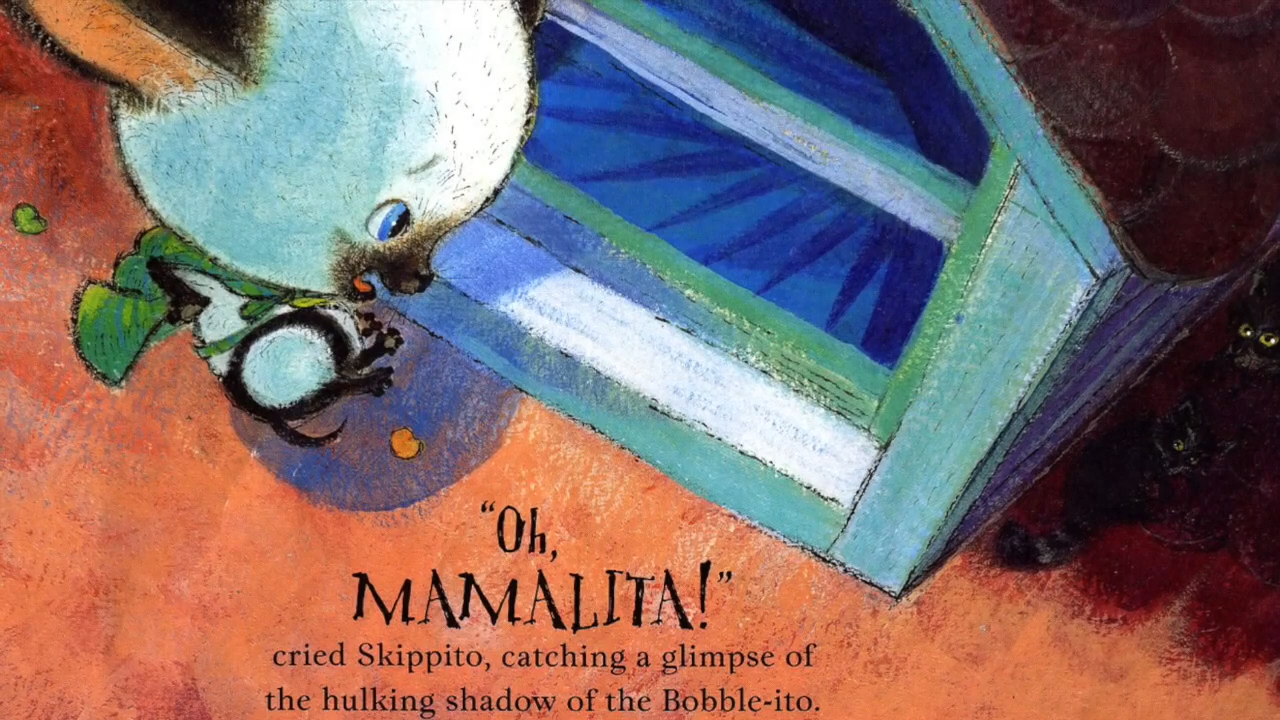 “Oh,
MAMALITA!”
cried Skippito, catching a glimpse of
the hulking shadow of the Bobble-ito.